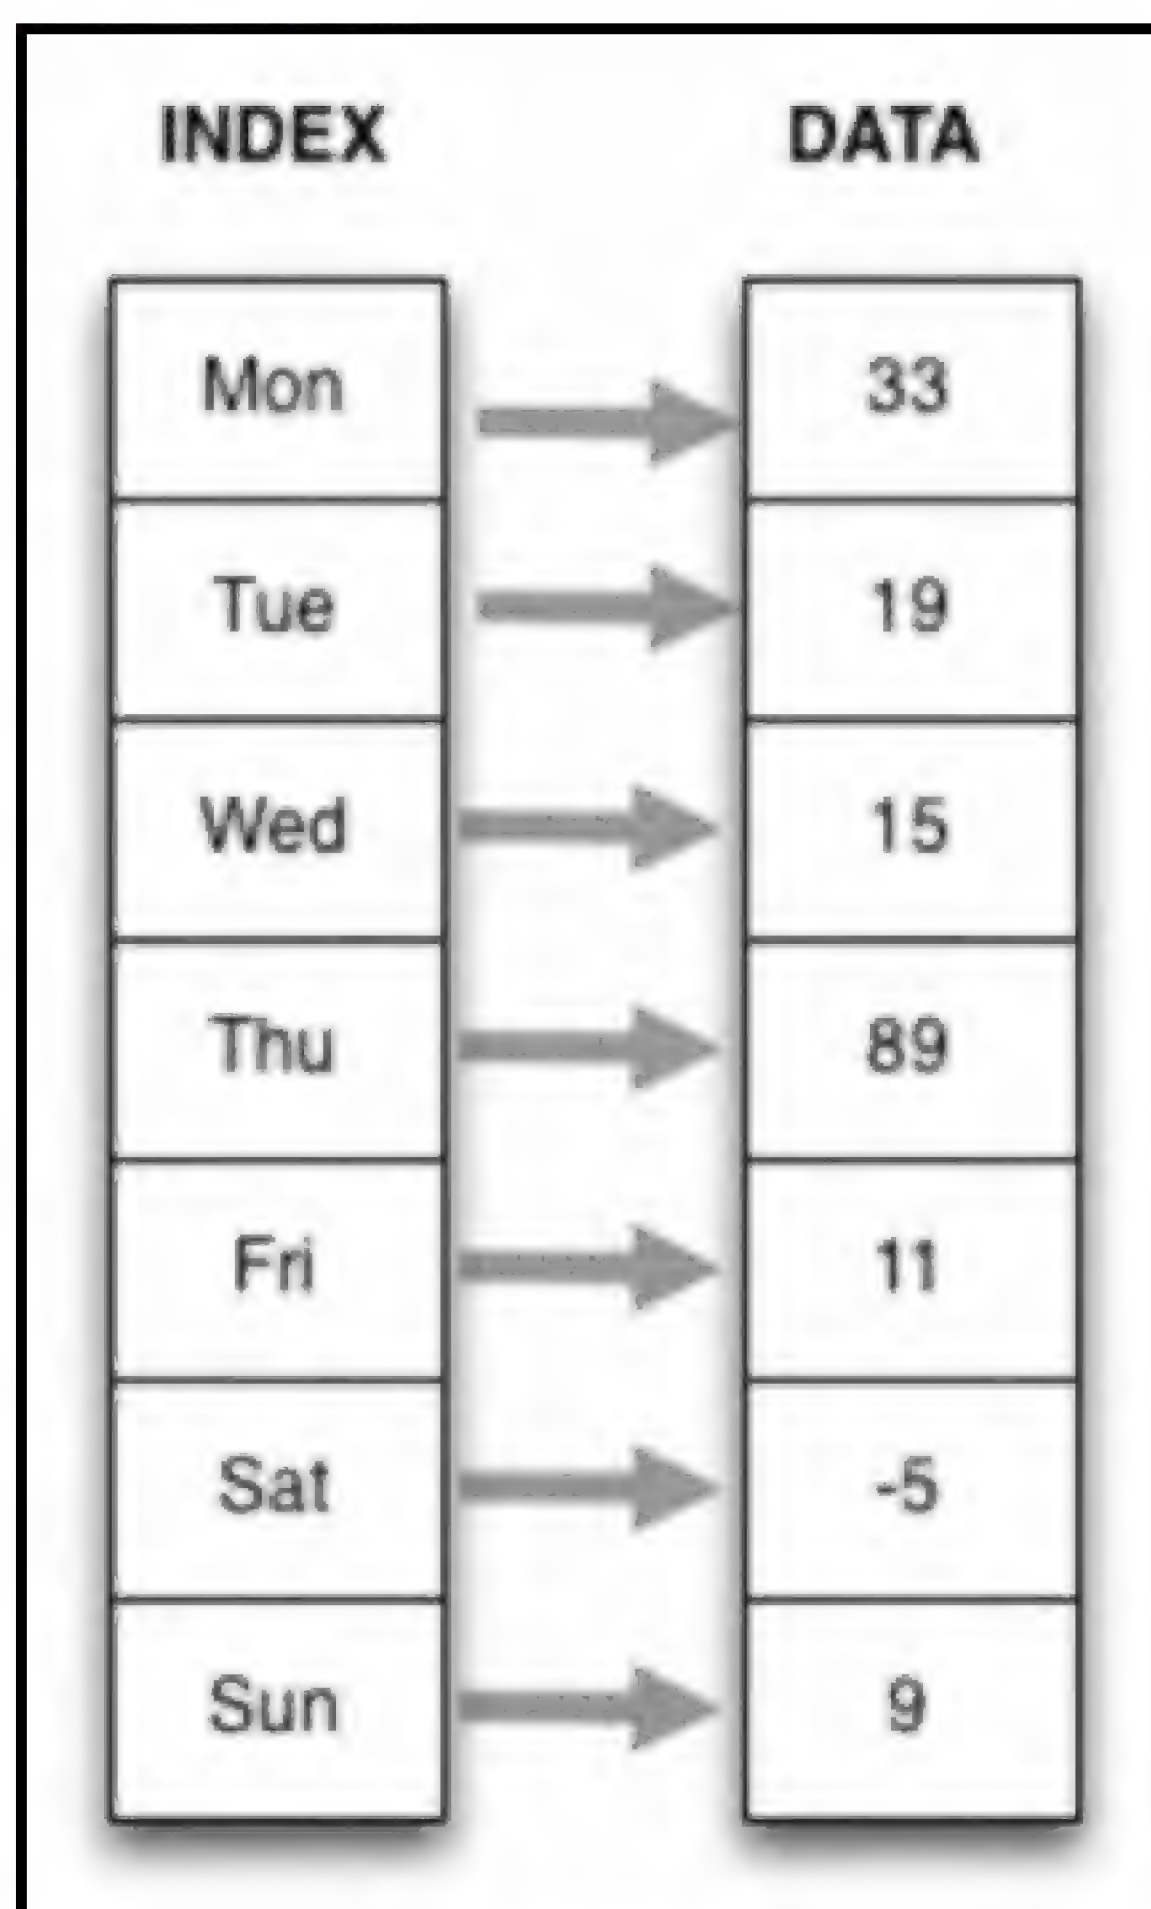 INDEX DATA
Mon 33
Tue 19
Wed 15
Thu 89
Fri 11
Sat -5
Sun 9